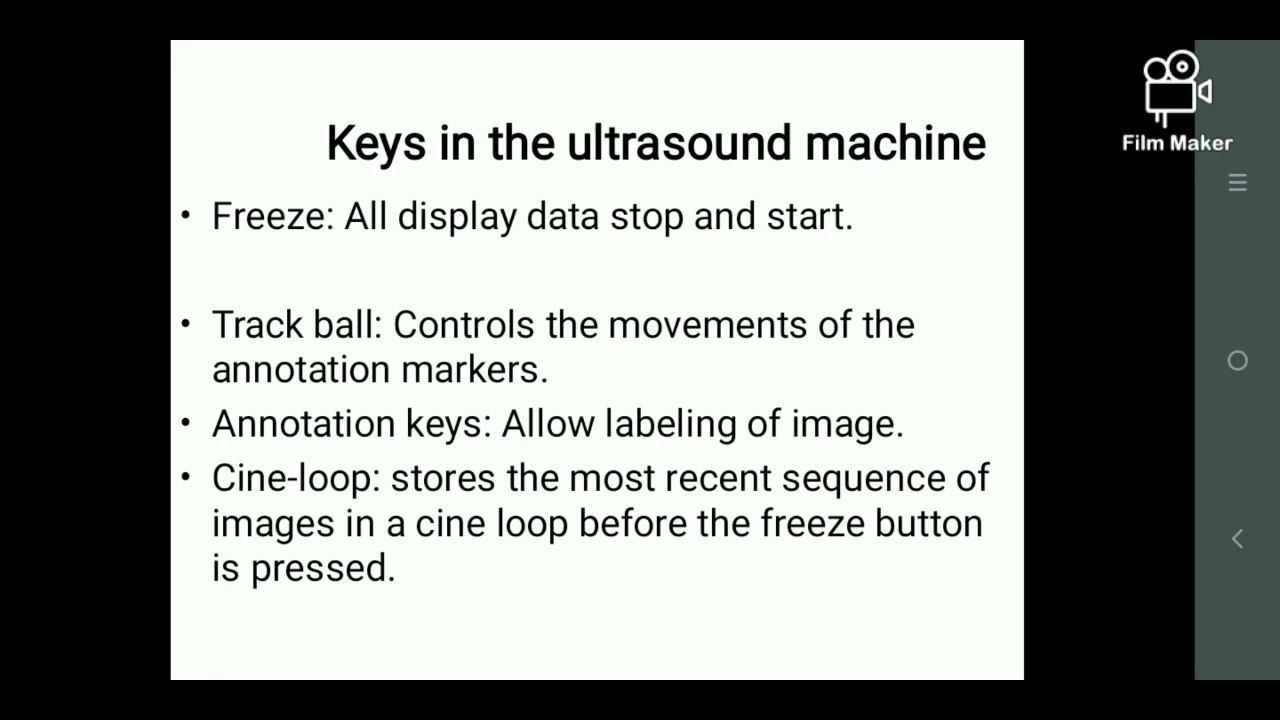 Film Maker
Keys in the ultrasound machine
• Freeze: All display data stop and start.
• Track ball: Controls the movements of the
annotation markers.
• Annotation keys: Allow labeling of image.
• Cine-loop: stores the most recent sequence of
images in a cine loop before the freeze button
is pressed.